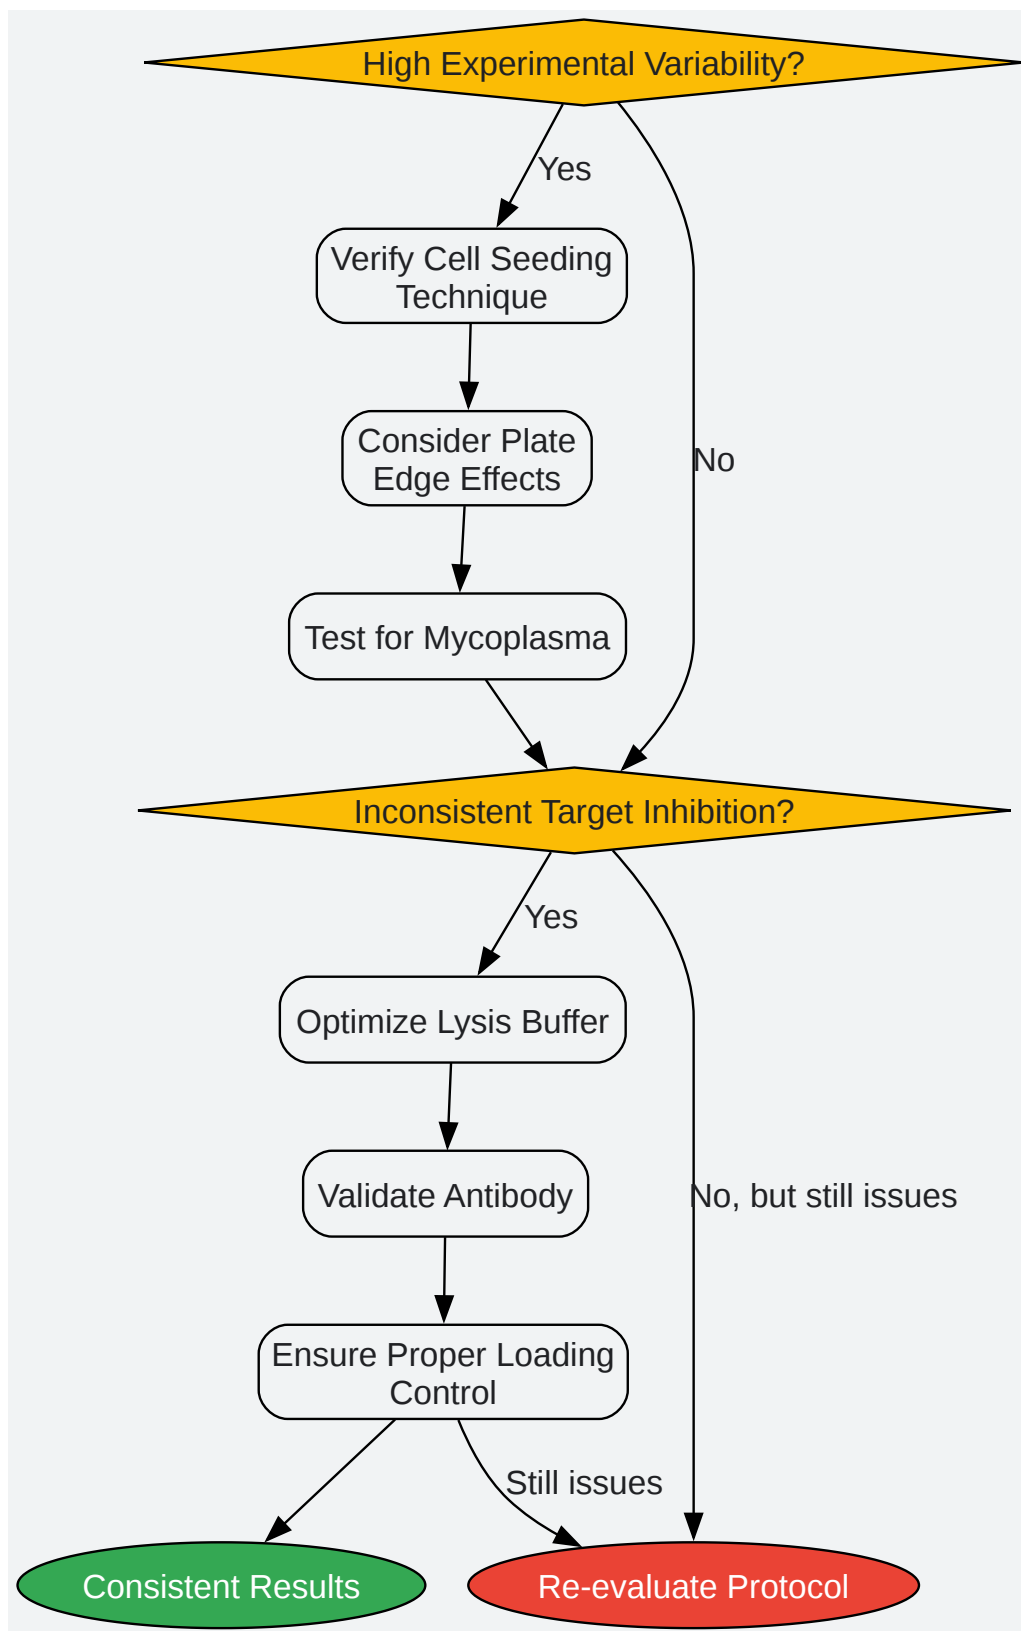 High Experimental Variability?
Yes
Verify Cell Seeding
Technique
Consider Plate
Edge Effects
No
Test for Mycoplasma
Inconsistent Target Inhibition?
Yes
Optimize Lysis Buffer
Validate Antibody
No, but still issues
Ensure Proper Loading
Control
Still issues
Consistent Results
Re-evaluate Protocol